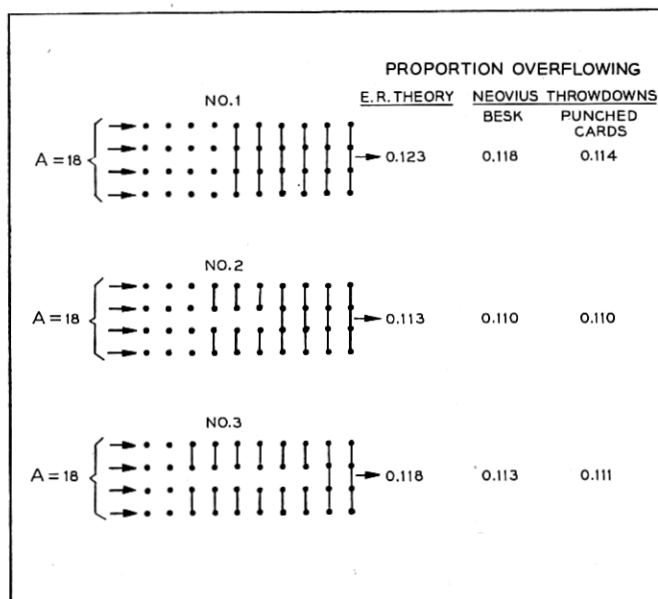 PROPORTION OVERFLOWING
E.R. THEORY NEOVIUS THROWDOWNS
BESK PUNCHED CARDS
NO.1
A = 18 0.123 0.118 0.114
NO.2
A = 18 0.113 0.110 0.110
NO.3
A = 18 0.118 0.113 0.111